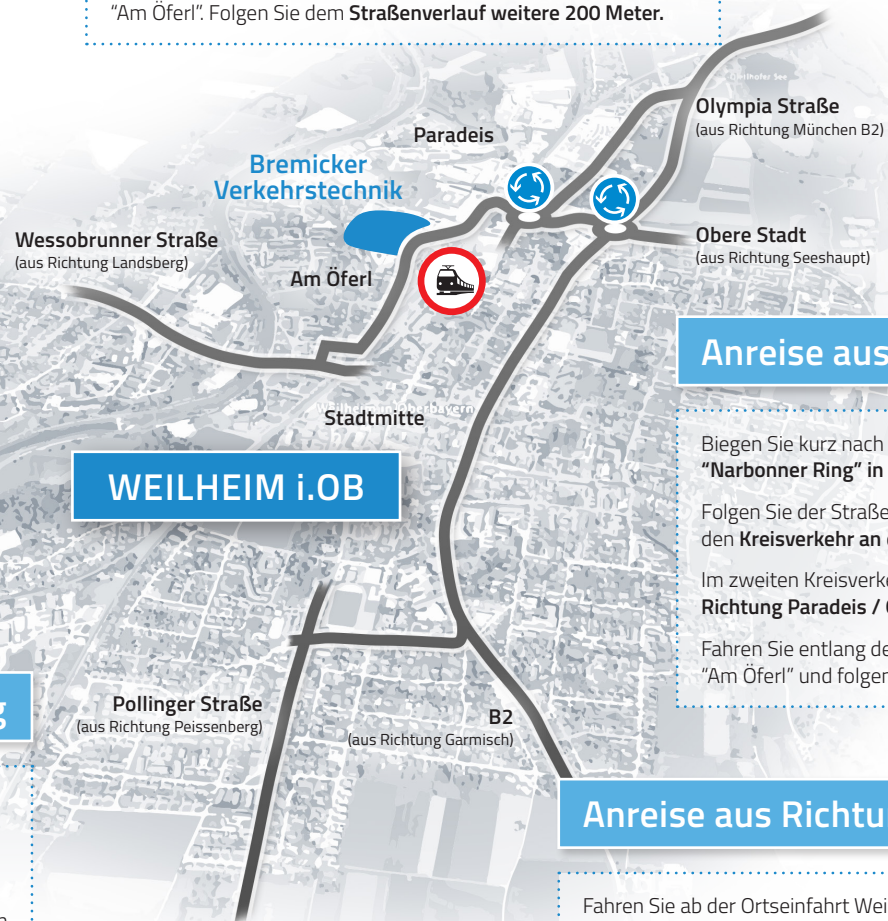 “Am Öferl”. Folgen Sie dem Straßenverlauf weitere 200 Meter.
Olympia Straße
(aus Richtung München B2)
Paradeis
Bremicker
Verkehrstechnik
Wessobrunner Straße
(aus Richtung Landsberg)
Obere Stadt
(aus Richtung Seeshaupt)
Am Öferl
Anreise aus
Stadtmitte
Biegen Sie kurz nach
“Narbonner Ring” in
Folgen Sie der Straße
den Kreisverkehr an
Im zweiten Kreisverke
Richtung Paradeis /
Fahren Sie entlang de
“Am Öferl” und folgen
WEILHEIM i.OB
Pollinger Straße
(aus Richtung Peissenberg)
B2
(aus Richtung Garmisch)
Anreise aus Richtu
Fahren Sie ab der Ortseinfahrt Wei